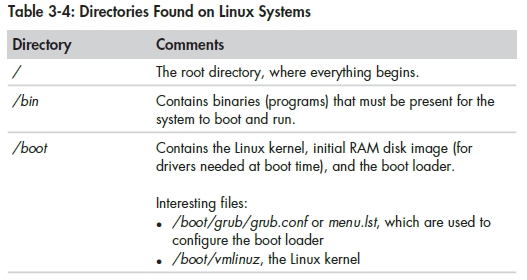 Table 3-4: Directories Found on Linux Systems
Directory Comments
/ The root directory, where everything begins.
/bin Contains binaries (programs) that must be present for the
system to boot and run.
/boot Contains the Linux kernel, initial RAM disk image (for
drivers needed at boot time), and the boot loader.
Interesting files:
• /boot/grub/grub.conf or menu.lst, which are used to
configure the boot loader
• /boot/vmlinuz, the Linux kernel